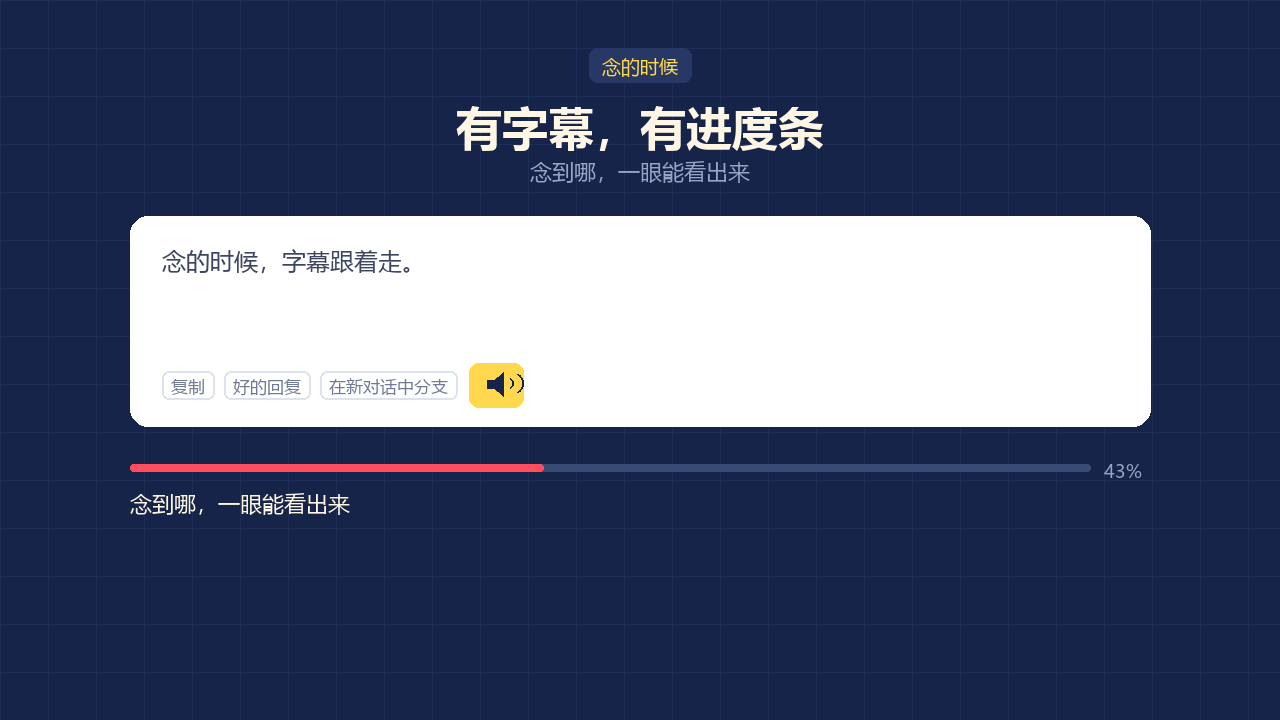 念的时候
有字幕，有进度条
念到哪，一眼能看出来
念的时候，字幕跟着走。
复制 好的回复 在新对话中分支
43%
念到哪，一眼能看出来